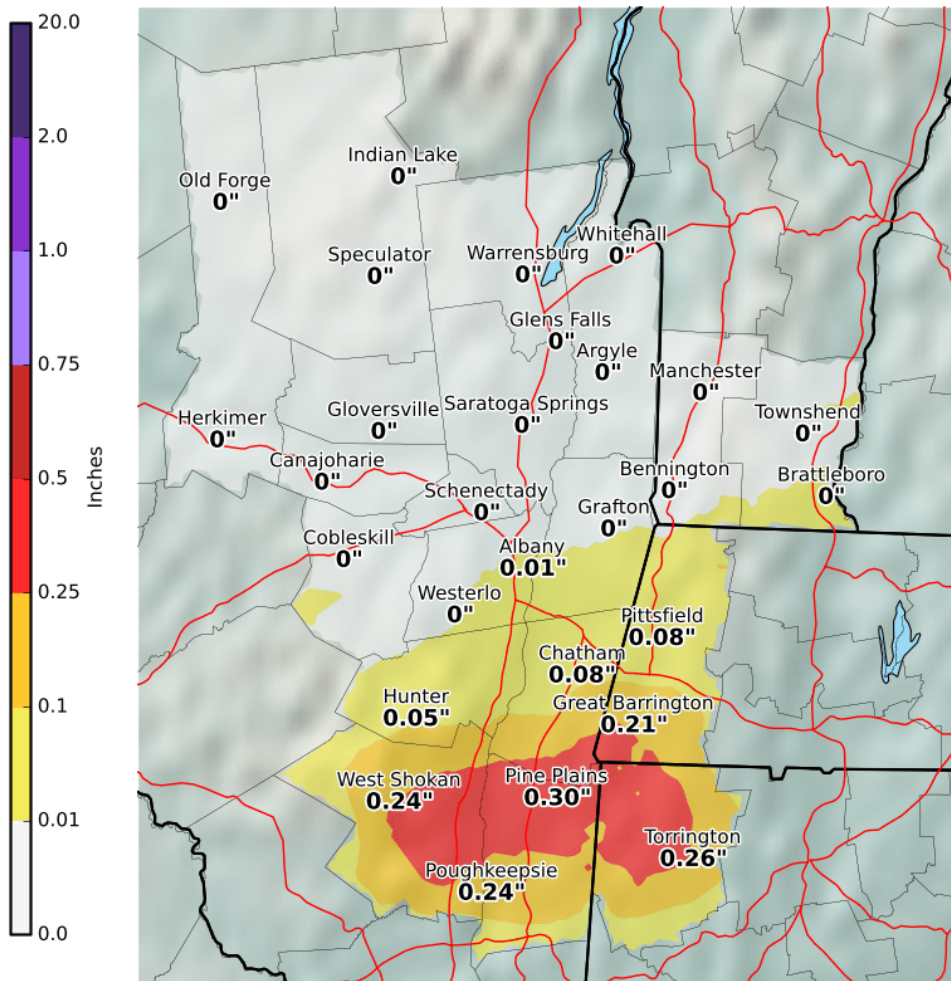 20.0
2.0
1.0
0.75
0.5
0.25
0.1
0.01
0.0
Inches
Indian Lake
0"
Old Forge
0"
Whitehall
0"
Speculator
0"
Warrensburg
0"
Glens Falls
0"
Argyle
0"
Manchester
0"
Gloversville
0"
Saratoga Springs
0"
Townshend
0"
Herkimer
0"
Canajoharie
0"
Bennington
0"
Brattleboro
0"
Schenectady
0"
Grafton
0"
Cobleskill
0"
Albany
0.01"
Westerlo
0"
Pittsfield
0.08"
Chatham
0.08"
Hunter
0.05"
Great Barrington
0.21"
West Shokan
0.24"
Pine Plains
0.30"
Torrington
0.26"
Poughkeepsie
0.24"